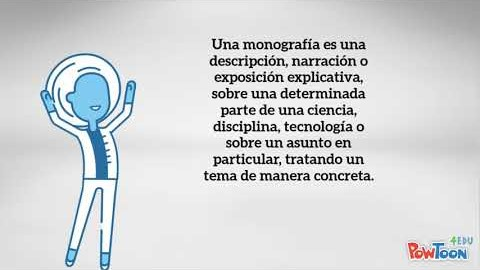 Una monografía es una
descripción, narración o
exposición explicativa,
sobre una determinada
parte de una ciencia,
disciplina, tecnología o
sobre un asunto en
particular, tratando un
tema de manera concreta.
4EDU
POWTOON